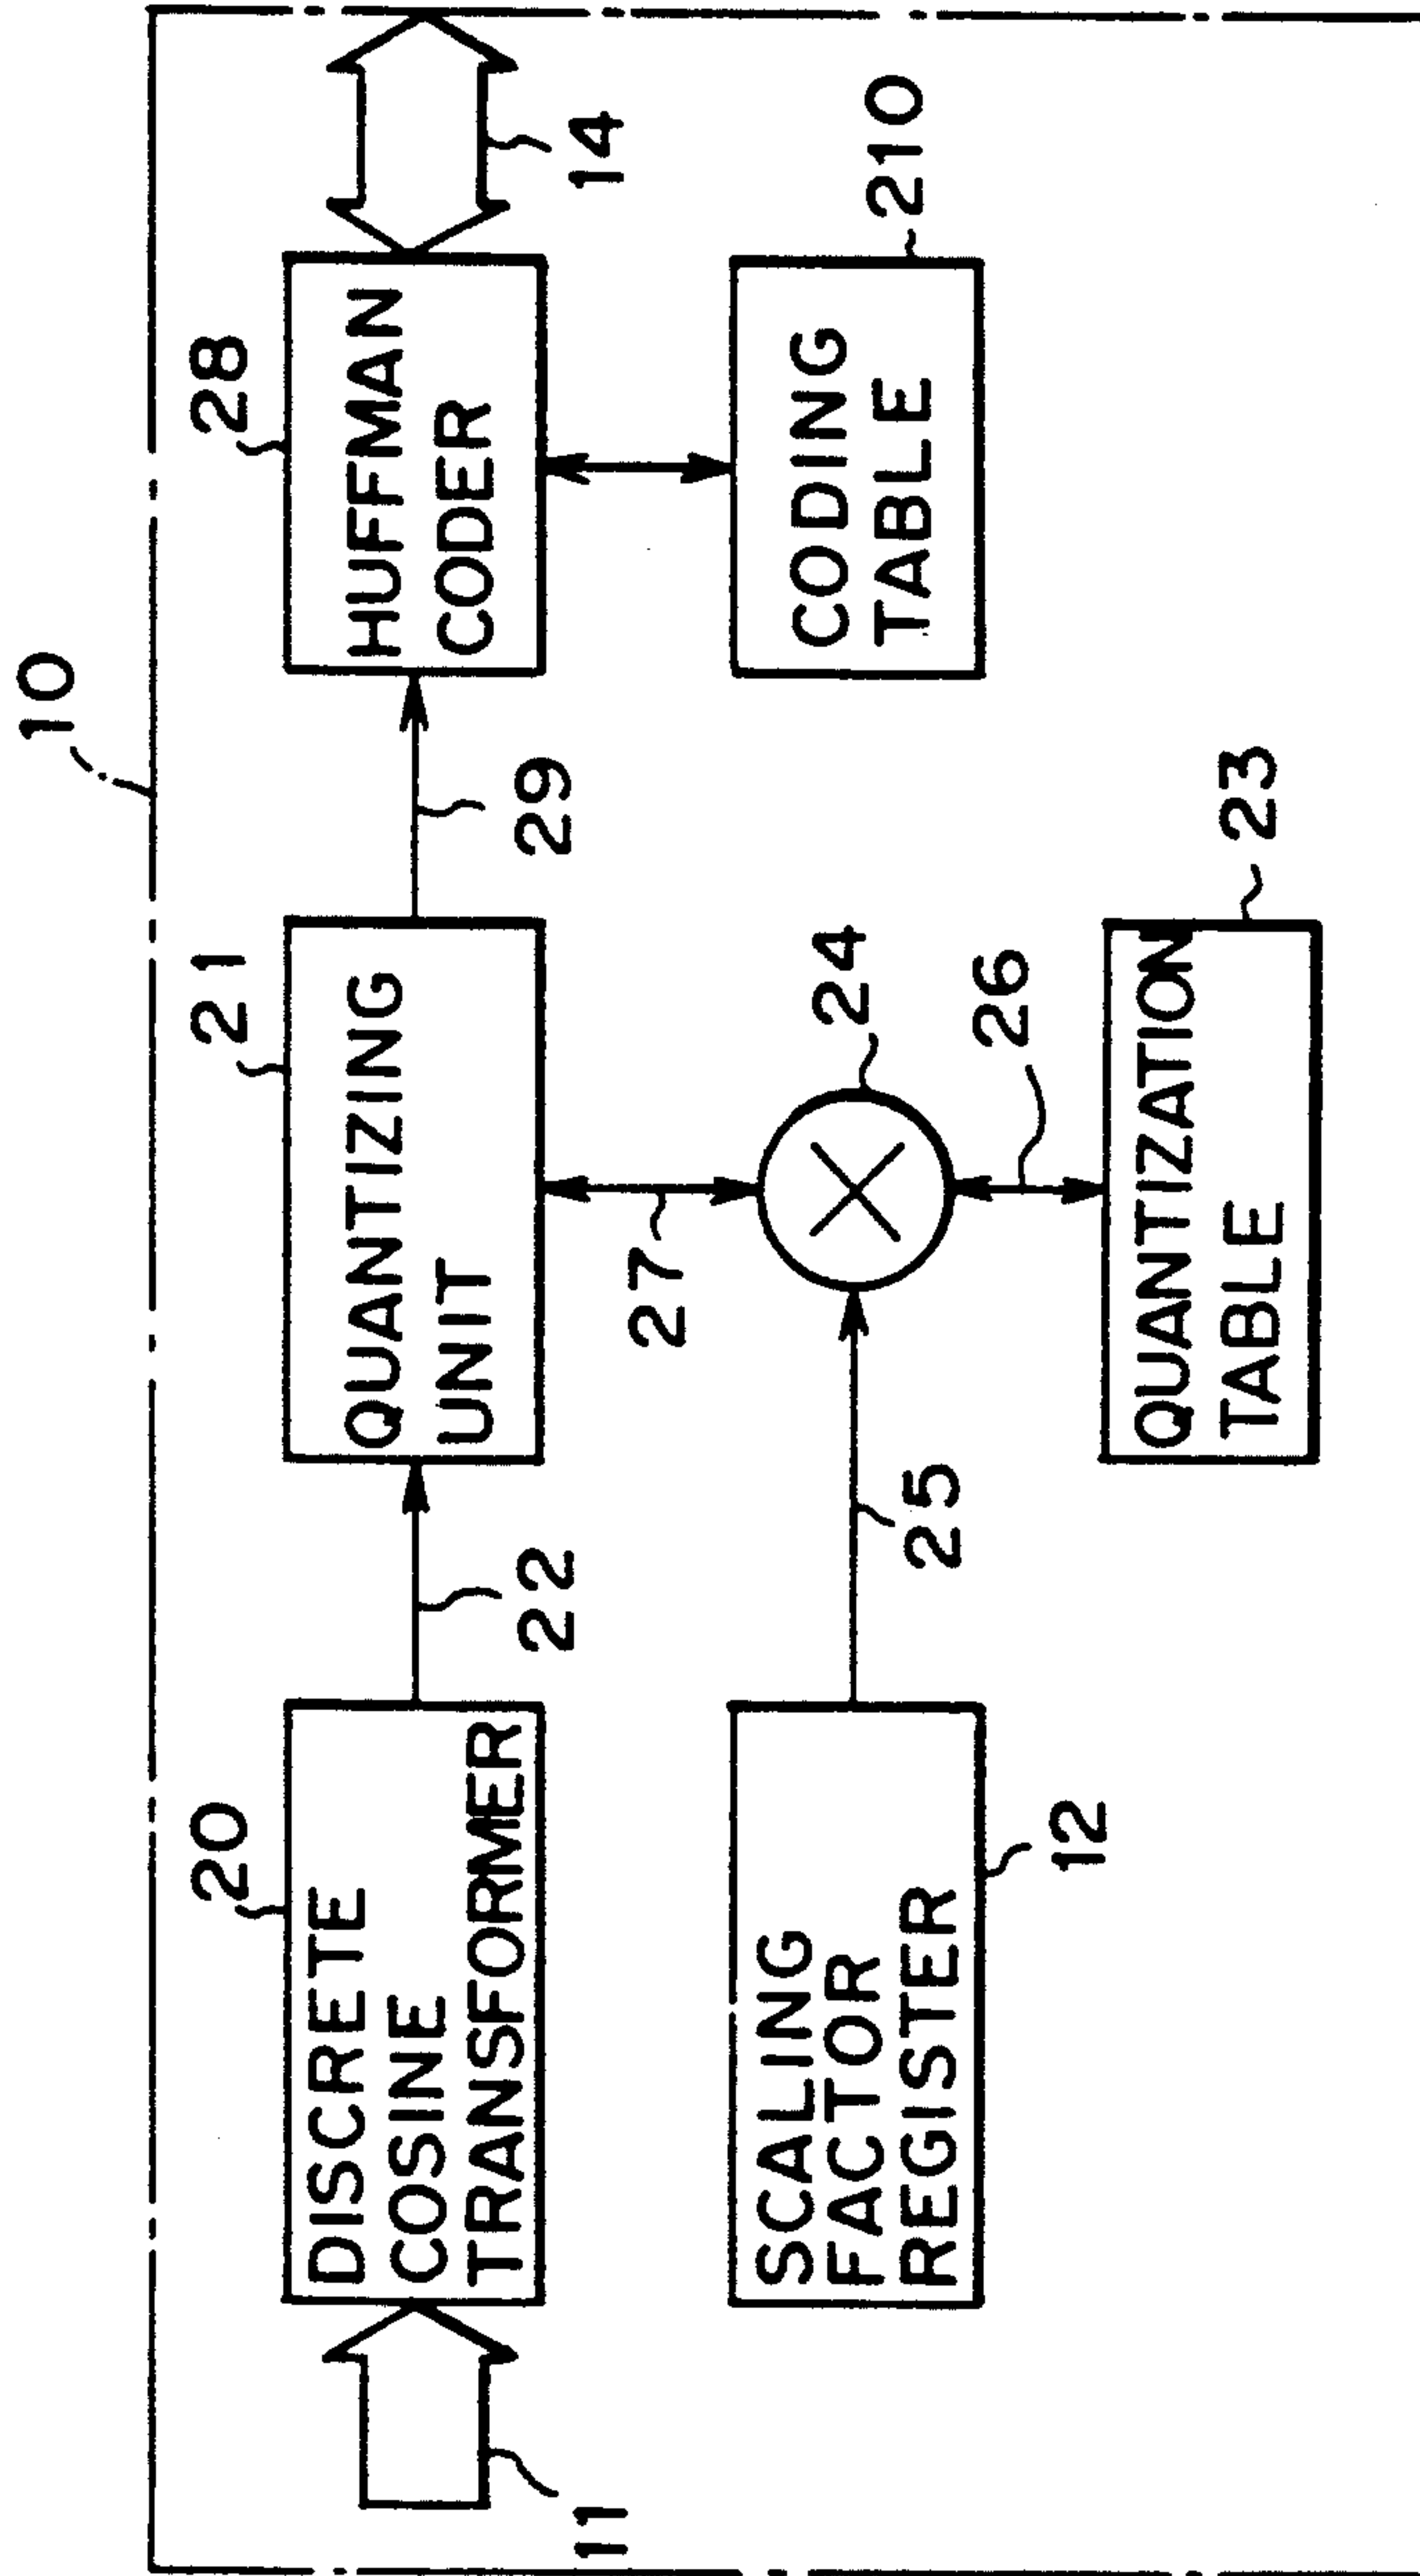 10
20
21
28
DISCRETE
COSINE
TRANSFORMER
QUANTIZING
UNIT
HUFFMAN
CODER
11
22
29
14
27
SCALING
FACTOR
REGISTER
24
CODING
TABLE
210
25
26
12
QUANTIZATION
TABLE
23